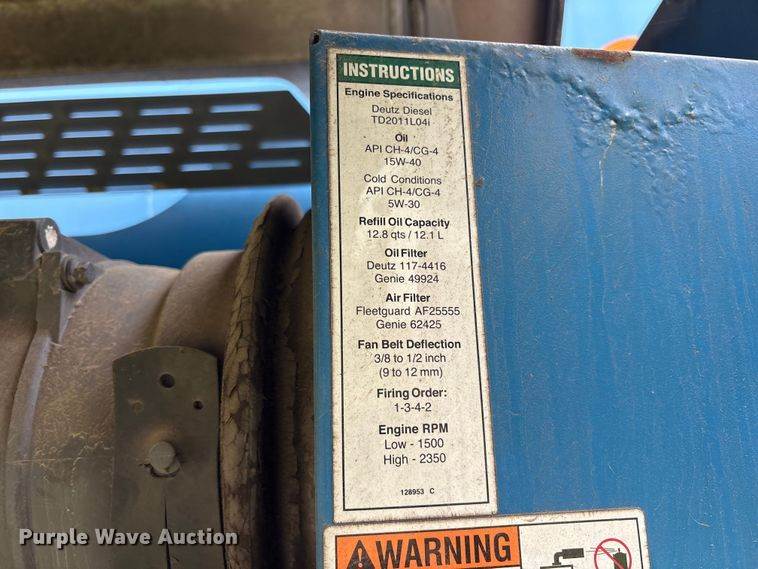 INSTRUCTIONS
Engine Specifications
Deutz Diesel
TD2011L04i
Oil
API CH-4/CG-4
15W-40
Cold Conditions
API CH-4/CG-4
5W-30
Refill Oil Capacity
12.8 qts / 12.1 L
Oil Filter
Deutz 117-4416
Genie 49924
Air Filter
Fleetguard AF25555
Genie 62425
Fan Belt Deflection
3/8 to 1/2 inch
(9 to 12 mm)
Firing Order:
1-3-4-2
Engine RPM
Low - 1500
High - 2350
128953 C
WARNING
Purple Wave Auction